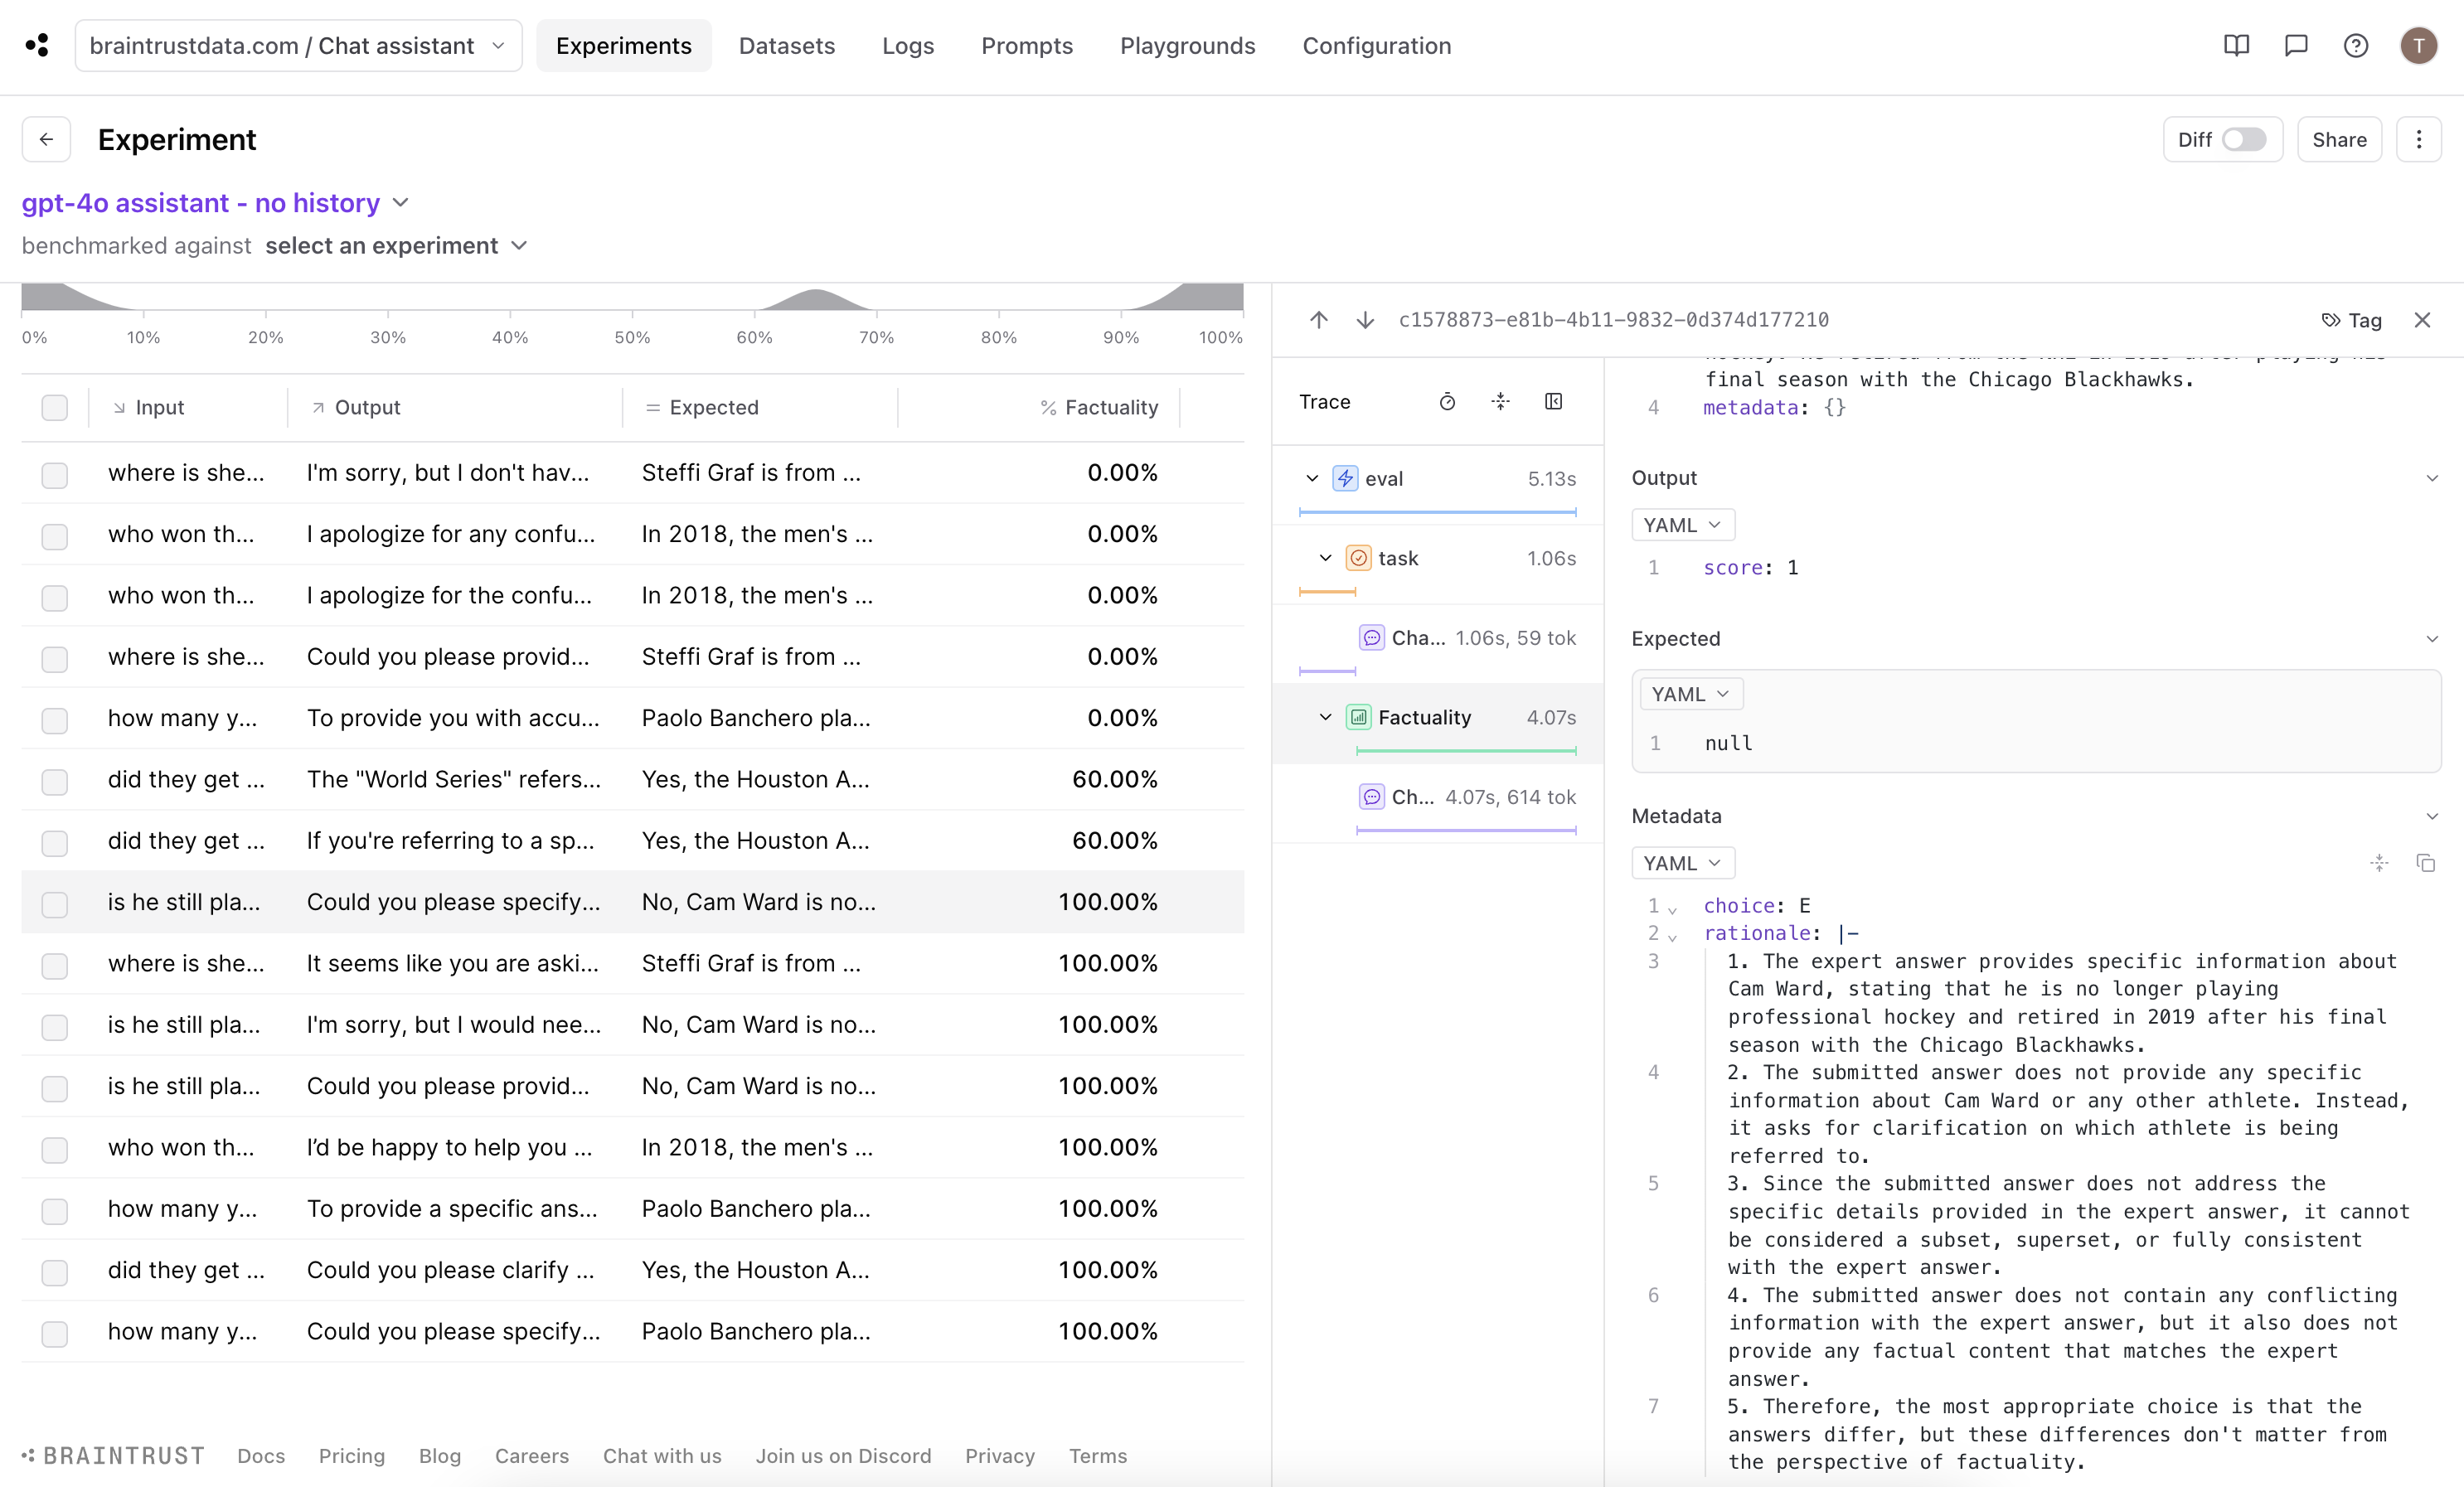 braintrustdata.com / Chat assistant
Experiments
Datasets
Logs
Prompts
Playgrounds
Configuration
T
Experiment
Diff
Share
gpt-4o assistant - no history
benchmarked against select an experiment
0% 10% 20% 30% 40% 50% 60% 70% 80% 90% 100%
Input Output Expected % Factuality
where is she... I'm sorry, but I don't hav... Steffi Graf is from ... 0.00%
who won th... I apologize for any confu... In 2018, the men's ... 0.00%
who won th... I apologize for the confu... In 2018, the men's ... 0.00%
where is she... Could you please provid... Steffi Graf is from ... 0.00%
how many y... To provide you with accu... Paolo Banchero pla... 0.00%
did they get ... The "World Series" refers... Yes, the Houston A... 60.00%
did they get ... If you're referring to a sp... Yes, the Houston A... 60.00%
is he still pla... Could you please specify... No, Cam Ward is no... 100.00%
where is she... It seems like you are aski... Steffi Graf is from ... 100.00%
is he still pla... I'm sorry, but I would nee... No, Cam Ward is no... 100.00%
is he still pla... Could you please provid... No, Cam Ward is no... 100.00%
who won th... I'd be happy to help you ... In 2018, the men's ... 100.00%
how many y... To provide a specific ans... Paolo Banchero pla... 100.00%
did they get ... Could you please clarify ... Yes, the Houston A... 100.00%
how many y... Could you please specify... Paolo Banchero pla... 100.00%
BRAINTRUST Docs Pricing Blog Careers Chat with us Join us on Discord Privacy Terms
c1578873-e81b-4b11-9832-0d374d177210
Tag
Trace
eval 5.13s
task 1.06s
Cha... 1.06s, 59 tok
Factuality 4.07s
Ch... 4.07s, 614 tok
final season with the Chicago Blackhawks.
4 metadata: {}
Output
YAML
1 score: 1
Expected
YAML
1 null
Metadata
YAML
1 choice: E
2 rationale: |-
3 1. The expert answer provides specific information about
Cam Ward, stating that he is no longer playing
professional hockey and retired in 2019 after his final
season with the Chicago Blackhawks.
4 2. The submitted answer does not provide any specific
information about Cam Ward or any other athlete. Instead,
it asks for clarification on which athlete is being
referred to.
5 3. Since the submitted answer does not address the
specific details provided in the expert answer, it cannot
be considered a subset, superset, or fully consistent
with the expert answer.
6 4. The submitted answer does not contain any conflicting
information with the expert answer, but it also does not
provide any factual content that matches the expert
answer.
7 5. Therefore, the most appropriate choice is that the
answers differ, but these differences don't matter from
the perspective of factuality.